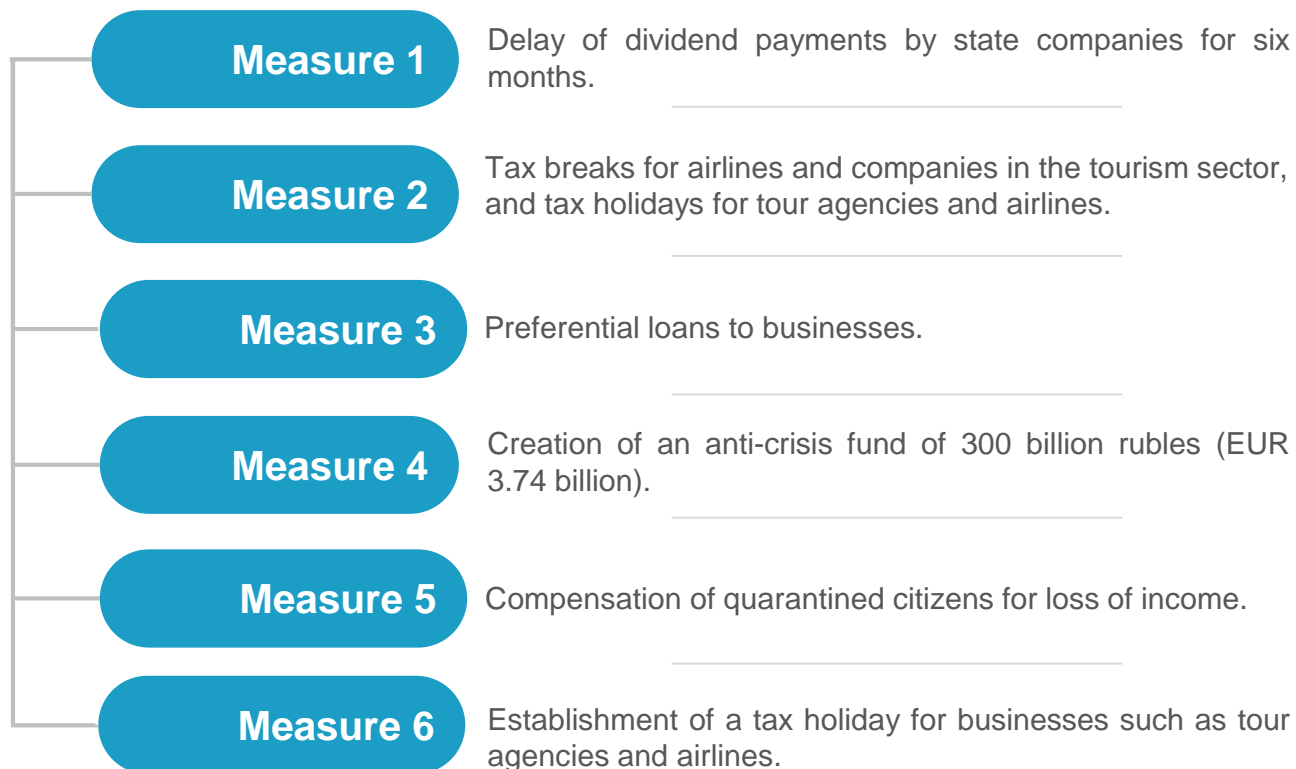 Measure 1
Delay of dividend payments by state companies for six
months.
Measure 2
Tax breaks for airlines and companies in the tourism sector,
and tax holidays for tour agencies and airlines.
Measure 3
Preferential loans to businesses.
Measure 4
Creation of an anti-crisis fund of 300 billion rubles (EUR
3.74 billion).
Measure 5
Compensation of quarantined citizens for loss of income.
Measure 6
Establishment of a tax holiday for businesses such as tour
agencies and airlines.